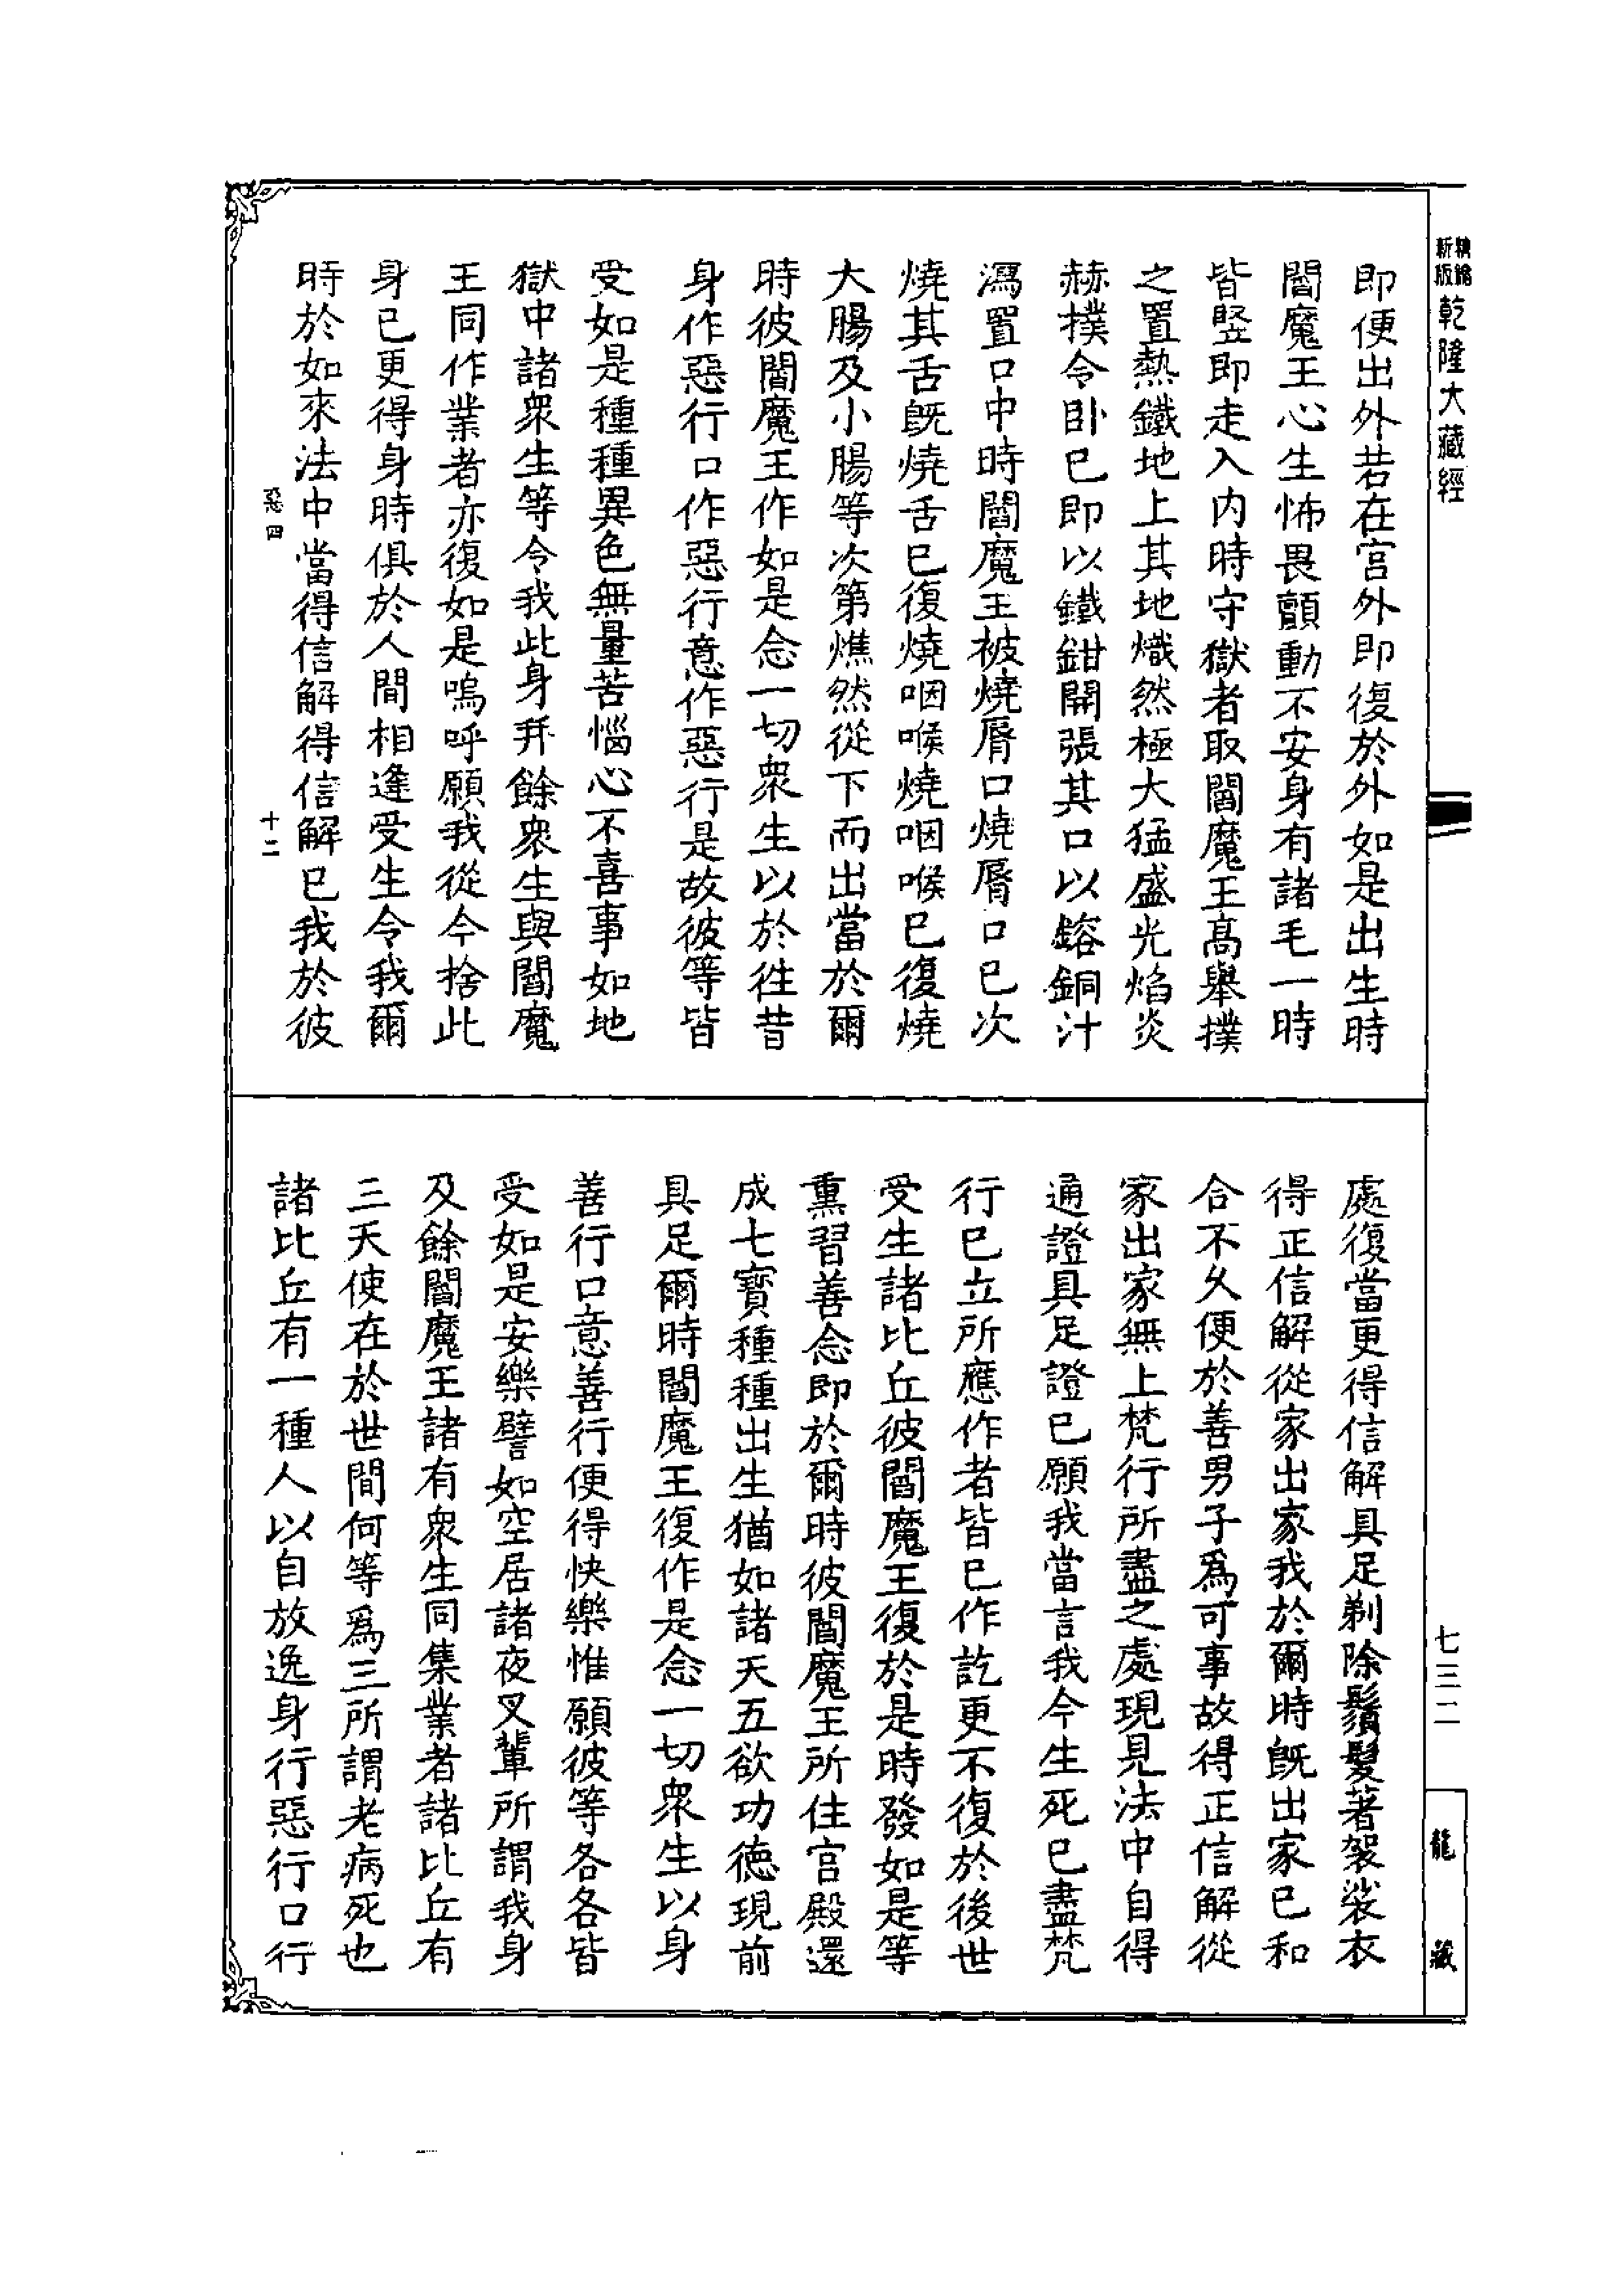 新版
精繪
乾隆大藏經
即便出外若在宮外即復於外如是出生時
閻魔王心生怖畏顫動不安身有諸毛一時
皆竪即走入内時守獄者取閻魔王高舉撲
之置熱鐵地上其地熾然極大猛盛光焰炎
赫撲令卧已即以鐵鉗開張其口以鎔銅汁
瀉置口中時閻魔王被燒脣口燒脣口已次
燒其舌旣燒舌已復燒咽喉燒咽喉已復燒
大腸及小腸等次第燋然從下而出當於爾
時彼閻魔王作如是念一切衆生以於徃昔
身作惡行口作惡行意作惡行是故彼等皆
受如是種種異色無量苦惱心不喜事如地
獄中諸衆生等令我此身并餘衆生與閻魔
王同作業者亦復如是嗚呼願我從今捨此
身已更得身時俱於人間相逢受生令我爾
時於如來法中當得信解得信解已我於彼
惡四
十二
處復當更得信解具足剃除鬚髮著袈裟衣
得正信解從家出家我於爾時旣出家已和
合不久便於善男子爲可事故得正信解從
家出家無上梵行所盡之處現見法中自得
通證具足證已願我當言我今生死已盡梵
行已立所應作者皆已作訖更不復於後世
受生諸比丘彼閻魔王復於是時發如是等
熏習善念即於爾時彼閻魔王所住宮殿還
成七寶種種出生猶如諸天五欲功德現前
具足爾時閻魔王復作是念一切衆生以身
善行口意善行便得快樂惟願彼等各各皆
受如是安樂譬如空居諸夜叉輩所謂我身
及餘閻魔王諸有衆生同集業者諸比丘有
三天使在於世間何等爲三所謂老病死也
諸比丘有一種人以自放逸身行惡行口行
七三二
龍藏